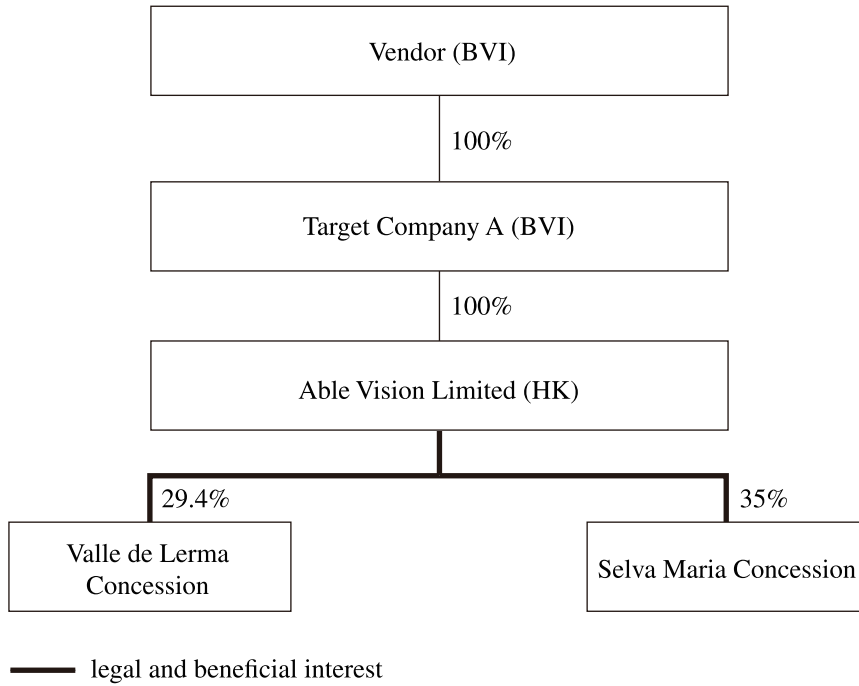 Vendor (BVI)
100%
Target Company A (BVI)
100%
Able Vision Limited (HK)
29.4%
35%
Valle de Lerma
Concession
Selva Maria Concession
legal and beneficial interest